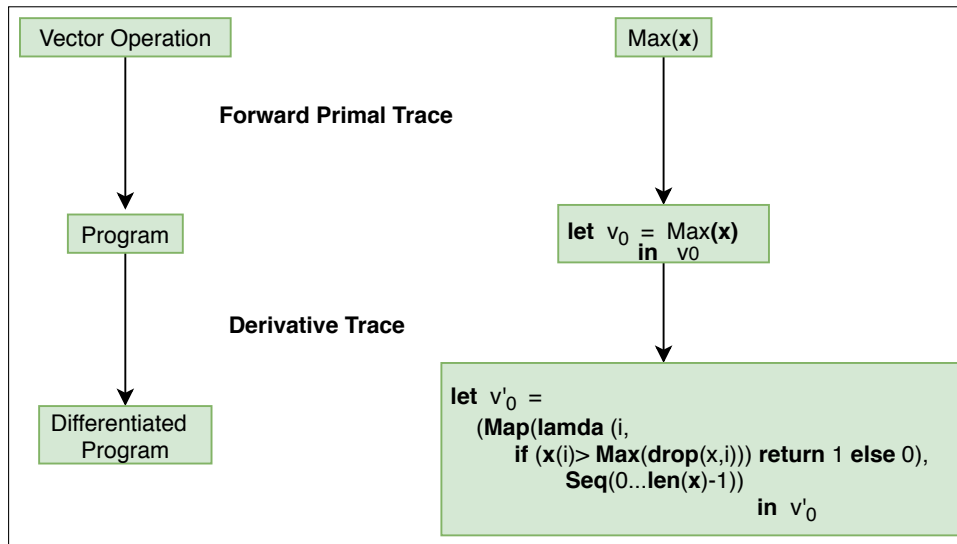 Vector Operation
Max(x)
Forward Primal Trace
Program
let v0 = Max(x)
in v0
Derivative Trace
Differentiated
Program
let v'0 =
(Map(lamda (i,
if (x(i)> Max(drop(x,i))) return 1 else 0),
Seq(0...len(x)-1))
in v'0